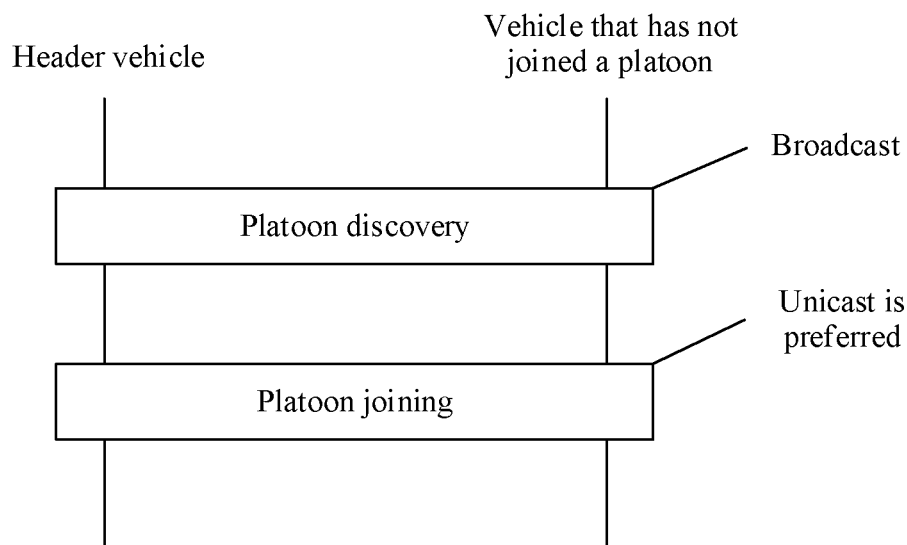 Header vehicle
Vehicle that has not
joined a platoon
Broadcast
Platoon discovery
Unicast is
preferred
Platoon joining